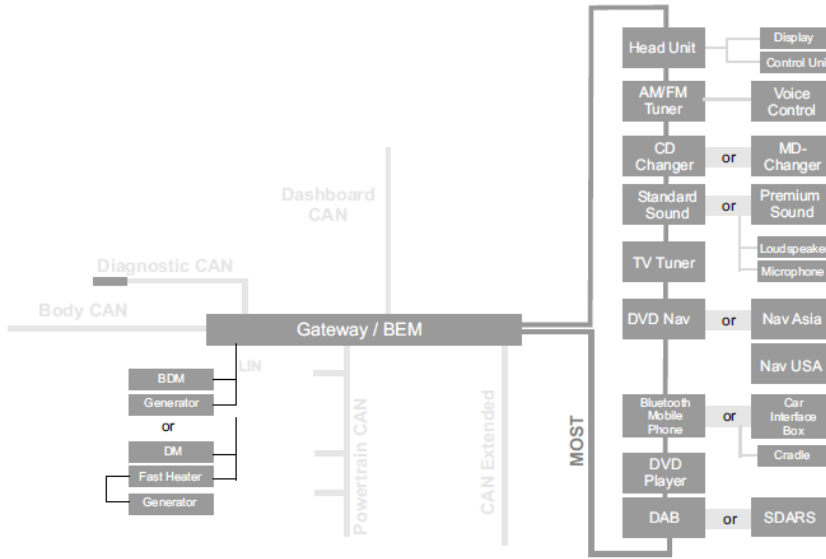 Head Unit
Display
Control Uni
AM/FM
Tuner
Voice
Control
CD
Changer
or
MD-
Changer
Standard
Sound
or
Premium
Sound
Loudspeaker
Microphone
TV Tuner
DVD Nav
or
Nav Asia
Nav USA
Bluetooth
Mobile
Phone
or
Car
Interface
Box
Cradle
DVD
Player
DAB
or
SDARS
MOST
Dashboard
CAN
Diagnostic CAN
Body CAN
Gateway / BEM
LIN
BDM
Generator
or
DM
Fast Heater
Generator
Powertrain CAN
CAN Extended